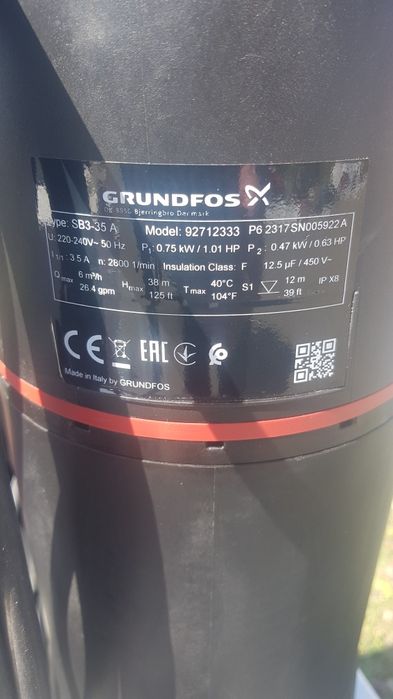 GRUNDFOS
DK 8850 Bjerringbro Denmark
Type: SB3-35 A Model: 92712333 P6 2317SN005922 A
U: 220-240V~ 50 Hz P1: 0.75 kW / 1.01 HP P2: 0.47 kW / 0.63 HP
I 1/1: 3.5 A n: 2800 1/min Insulation Class: F 12.5 µF / 450 V~
Qmax 6 m³/h Hmax 38 m Tmax 40°C S1 12 m IP X8
26.4 gpm 125 ft 104°F 39 ft
CE EAC
Made in Italy by GRUNDFOS